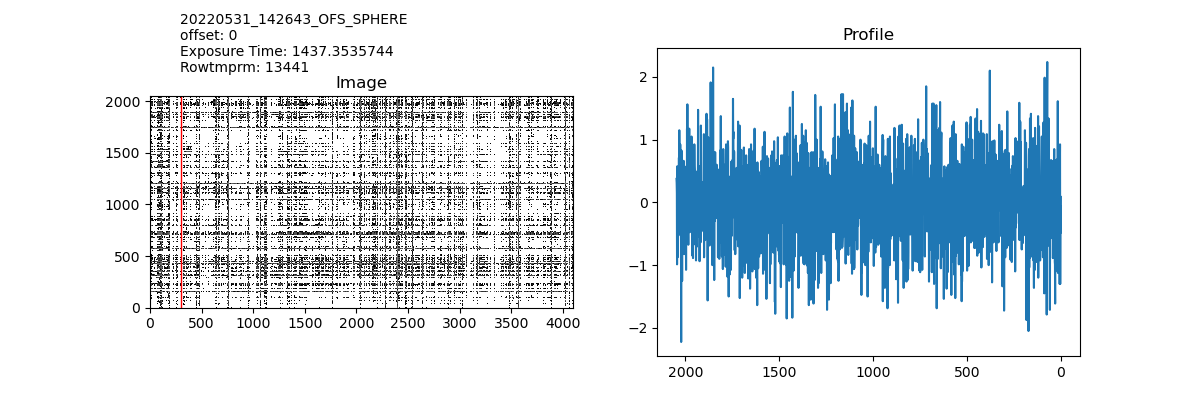 20220531_142643_OFS_SPHERE
offset: 0
Exposure Time: 1437.3535744
Rowtmprm: 13441
Image
2000
1500
1000
500
0
0 500 1000 1500 2000 2500 3000 3500 4000
Profile
2
1
0
−1
−2
2000 1500 1000 500 0